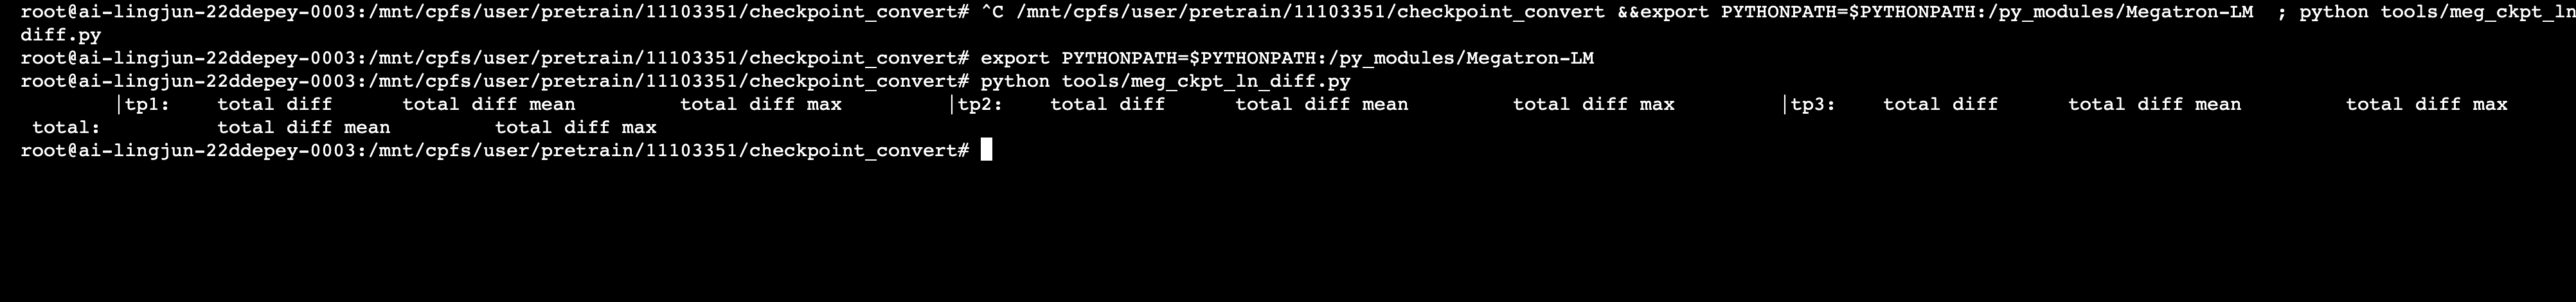 root@ai-lingjun-22ddepey-0003:/mnt/cpfs/user/pretrain/11103351/checkpoint_convert# ^C /mnt/cpfs/user/pretrain/11103351/checkpoint_convert &&export PYTHONPATH=$PYTHONPATH:/py_modules/Megatron-LM  ; python tools/meg_ckpt_ln
diff.py
root@ai-lingjun-22ddepey-0003:/mnt/cpfs/user/pretrain/11103351/checkpoint_convert# export PYTHONPATH=$PYTHONPATH:/py_modules/Megatron-LM
root@ai-lingjun-22ddepey-0003:/mnt/cpfs/user/pretrain/11103351/checkpoint_convert# python tools/meg_ckpt_ln_diff.py
|tp1:    total diff      total diff mean         total diff max         |tp2:    total diff      total diff mean         total diff max         |tp3:    total diff      total diff mean         total diff max
total:          total diff mean         total diff max
root@ai-lingjun-22ddepey-0003:/mnt/cpfs/user/pretrain/11103351/checkpoint_convert#